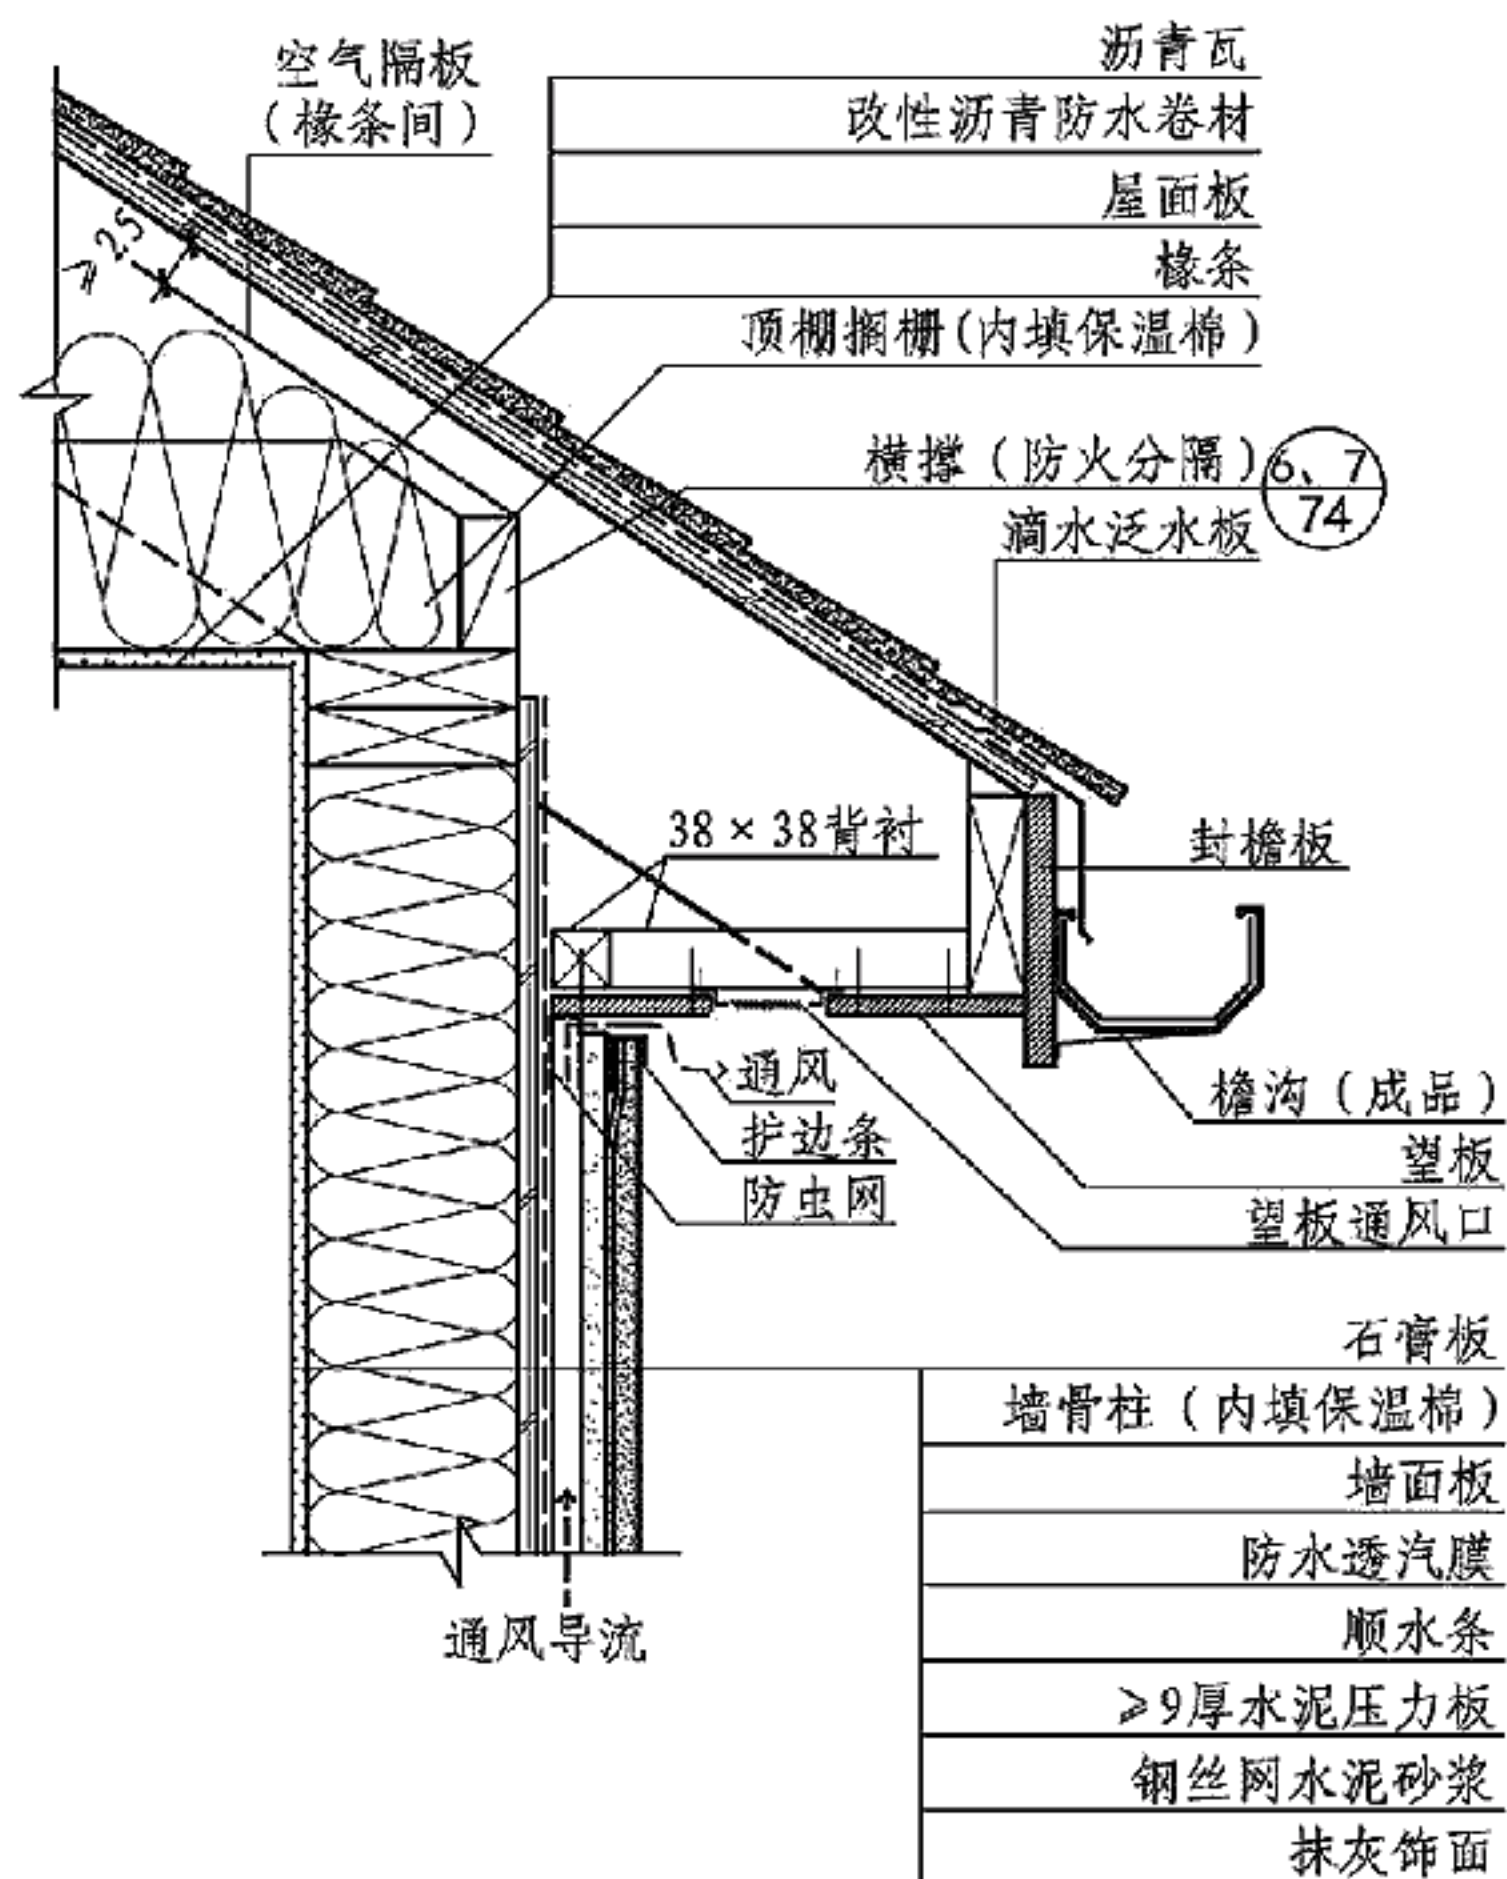 空气隔板
（椽条间）
≥25
沥青瓦
改性沥青防水卷材
屋面板
椽条
顶棚搁栅(内填保温棉)
横撑（防火分隔）
6、7
74
滴水泛水板
38×38背衬
封檐板
通风
护边条
防虫网
檐沟（成品）
望板
望板通风口
石膏板
墙骨柱（内填保温棉）
墙面板
防水透汽膜
顺水条
≥9厚水泥压力板
钢丝网水泥砂浆
抹灰饰面
通风导流